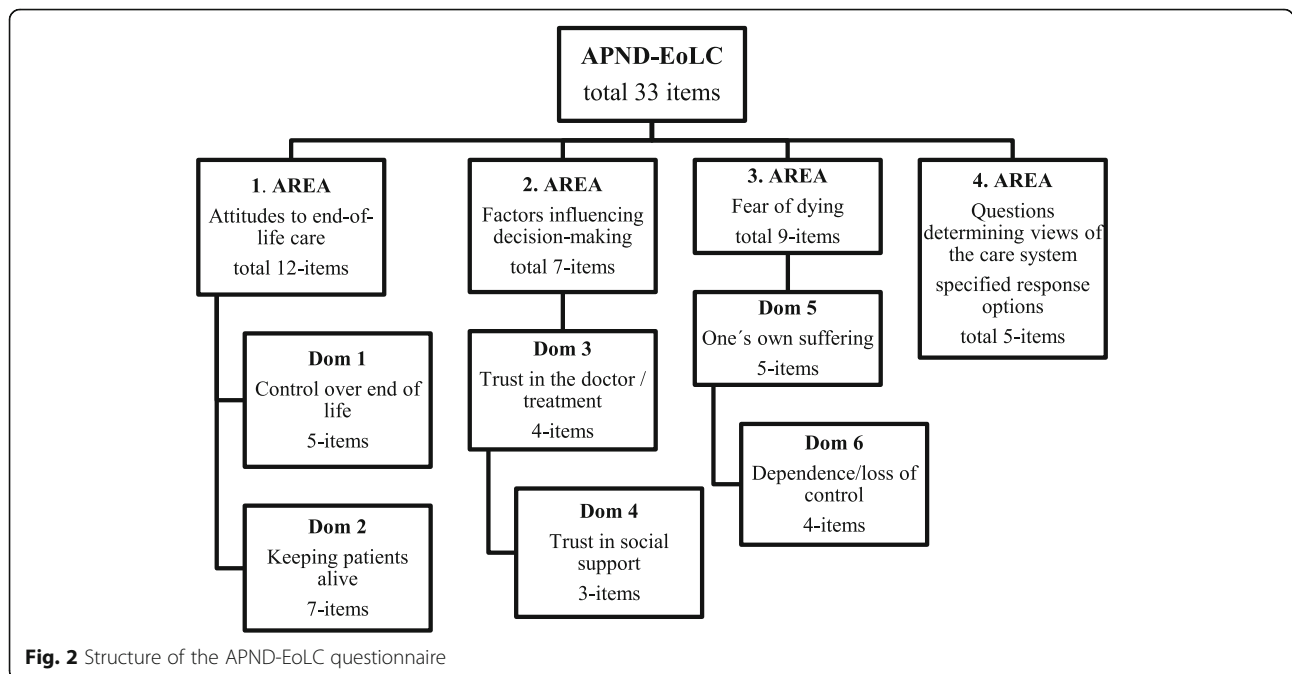 APND-EoLC
total 33 items
1. AREA
Attitudes to end-of-
life care
total 12-items
Dom 1
Control over end of
life
5-items
Dom 2
Keeping patients
alive
7-items
2. AREA
Factors influencing
decision-making
total 7-items
Dom 3
Trust in the doctor /
treatment
4-items
Dom 4
Trust in social
support
3-items
3. AREA
Fear of dying
total 9-items
Dom 5
One´s own suffering
5-items
Dom 6
Dependence/loss of
control
4-items
4. AREA
Questions
determining views of
the care system
specified response
options
total 5-items
Fig. 2 Structure of the APND-EoLC questionnaire